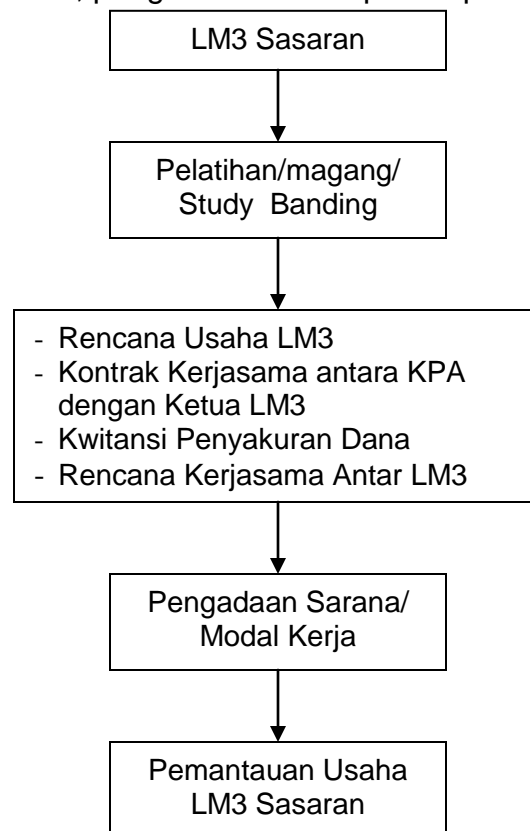 LM3 Sasaran
Pelatihan/magang/
Study Banding
- Rencana Usaha LM3
- Kontrak Kerjasama antara KPA
dengan Ketua LM3
- Kwitansi Penyakuran Dana
- Rencana Kerjasama Antar LM3
Pengadaan Sarana/
Modal Kerja
Pemantauan Usaha
LM3 Sasaran